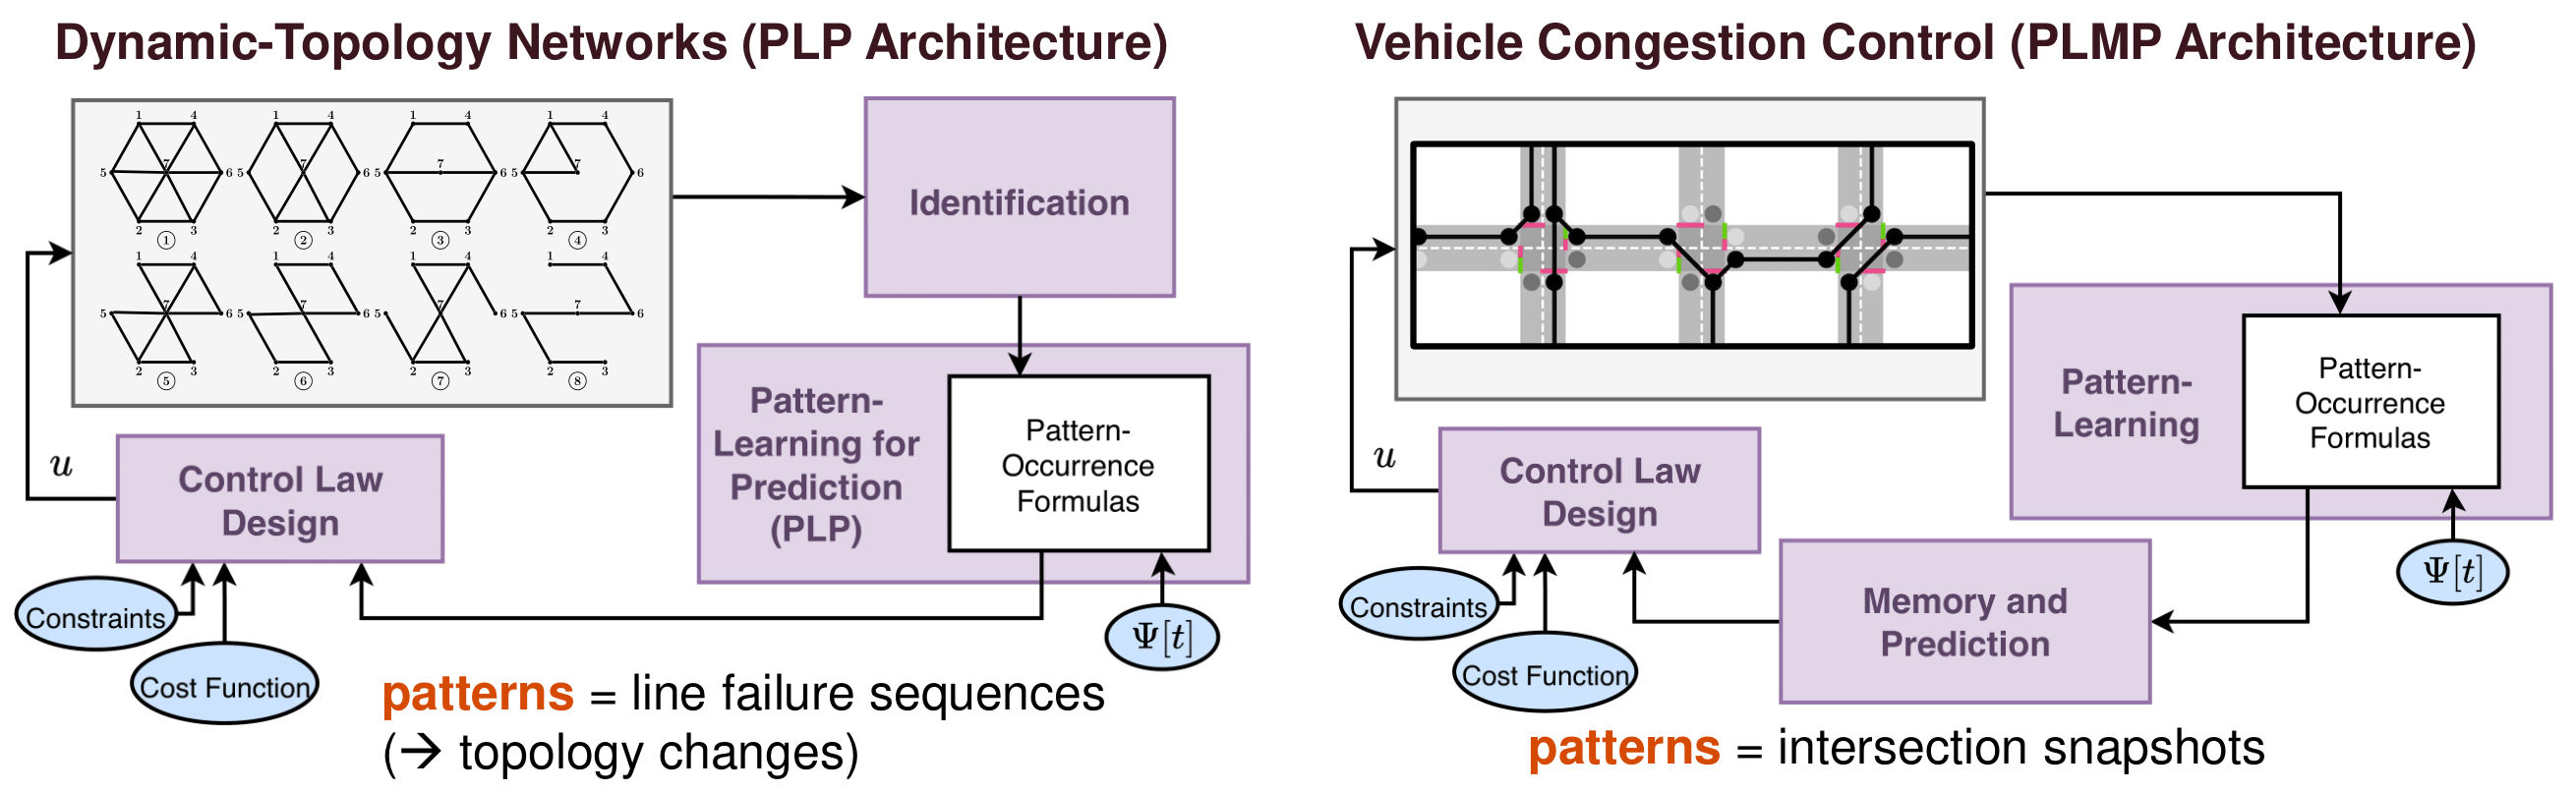 Dynamic-Topology Networks (PLP Architecture)
1 4 1 4 1 4 1 4
7 7 7 7
5 6 5 6 5 6 5 6
2 3 2 3 2 3 2 3
① ② ③ ④
1 4 1 4 1 4 1 4
7 7 7 7
5 6 5 6 5 6 5 6
2 3 2 3 2 3 2 3
⑤ ⑥ ⑦ ⑧
Identification
Pattern-
Learning for
Prediction
(PLP)
Pattern-
Occurrence
Formulas
Ψ[t]
u
Control Law
Design
Constraints
Cost Function
patterns = line failure sequences
(→ topology changes)
Vehicle Congestion Control (PLMP Architecture)
Pattern-
Learning
Pattern-
Occurrence
Formulas
Ψ[t]
u
Control Law
Design
Constraints
Cost Function
Memory and
Prediction
patterns = intersection snapshots